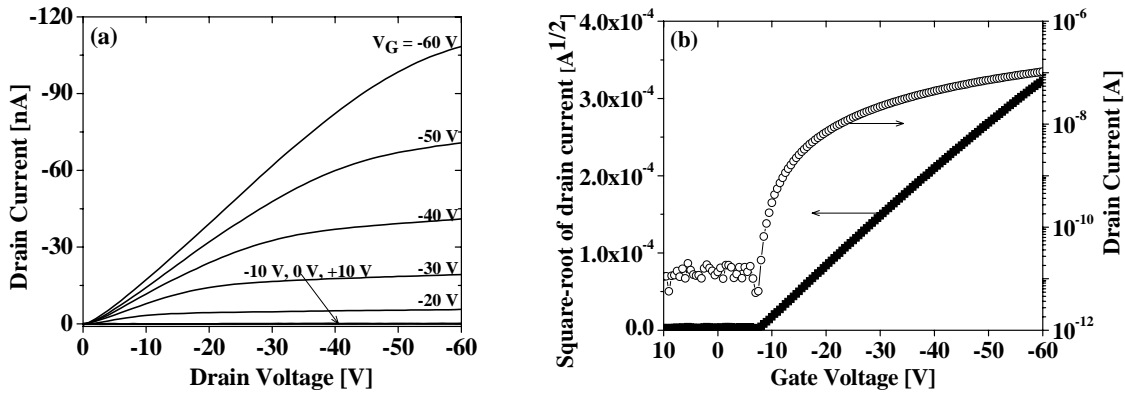 (a)
V_G = -60 V
-50 V
-40 V
-10 V, 0 V, +10 V
-30 V
-20 V
-120
-90
-60
-30
0
Drain Current [nA]
0 -10 -20 -30 -40 -50 -60
Drain Voltage [V]
(b)
4.0x10^-4
3.0x10^-4
2.0x10^-4
1.0x10^-4
0.0
Square-root of drain current [A^1/2]
10^-6
10^-8
10^-10
10^-12
Drain Current [A]
10 0 -10 -20 -30 -40 -50 -60
Gate Voltage [V]